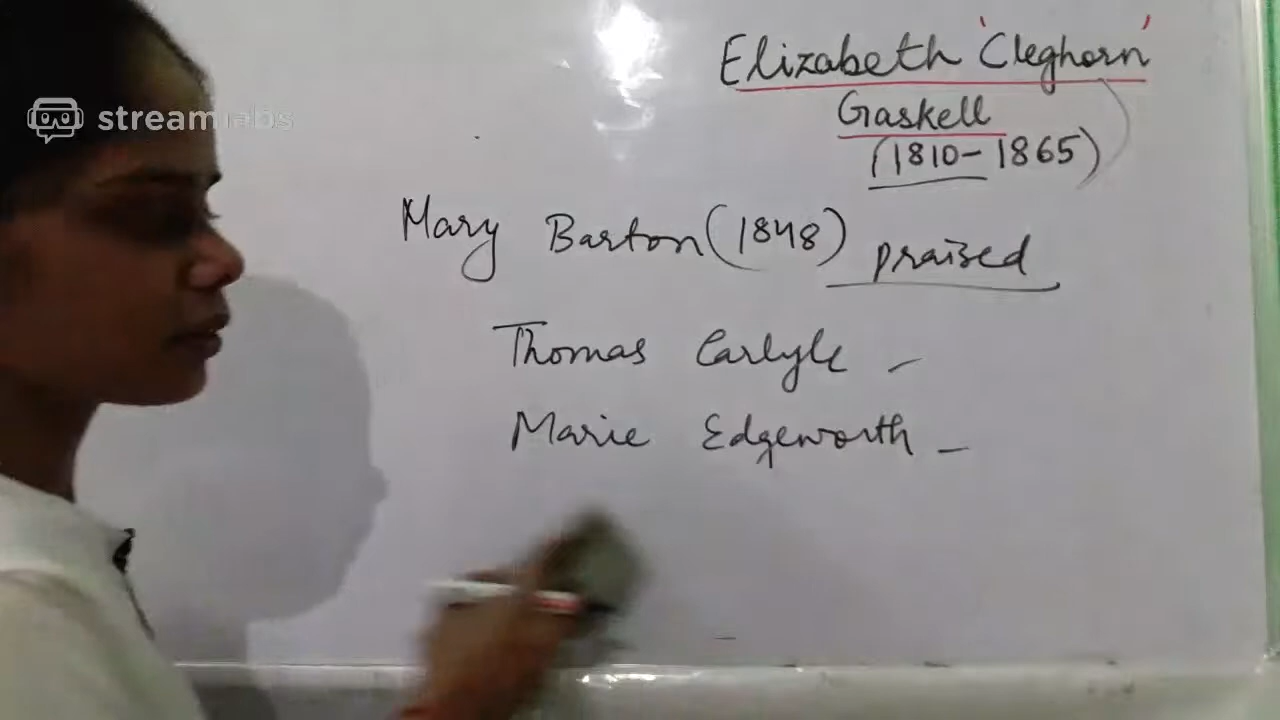 streamlabs
Elizabeth 'Cleghorn'
Gaskell
(1810-1865)
Mary Barton (1848) praised
Thomas Carlyle -
Marie Edgeworth -